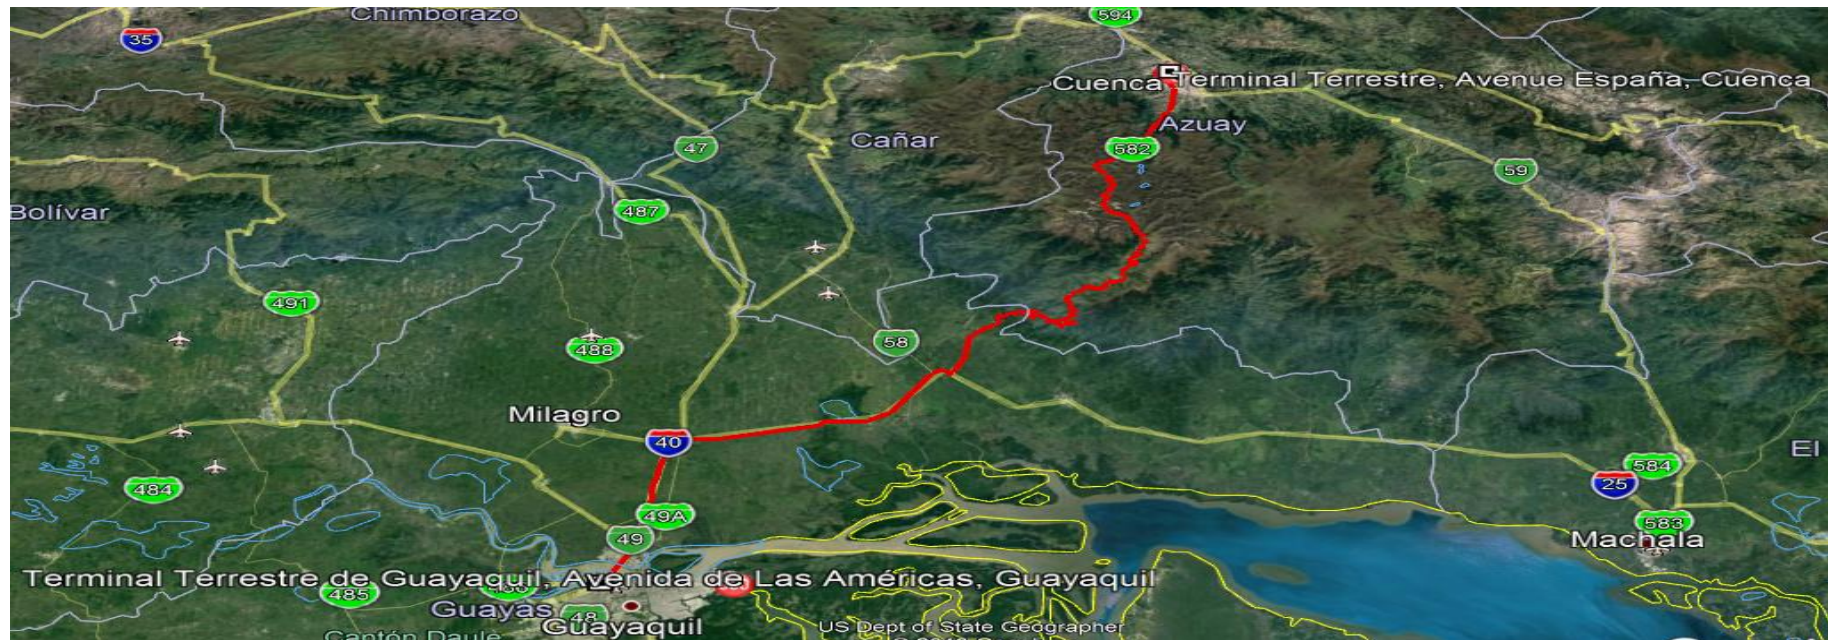 Chimborazo
594
35
Cuenca
Terminal Terrestre, Avenue España, Cuenca
Azuay
Cañar
582
47
59
Bolívar
487
491
58
488
Milagro
40
El
584
25
484
49A
583
49
Machala
Terminal Terrestre de Guayaquil, Avenida de Las Américas, Guayaquil
485
Guayas
48
Guayaquil
US Dept of State Geographer
Cantón Daule